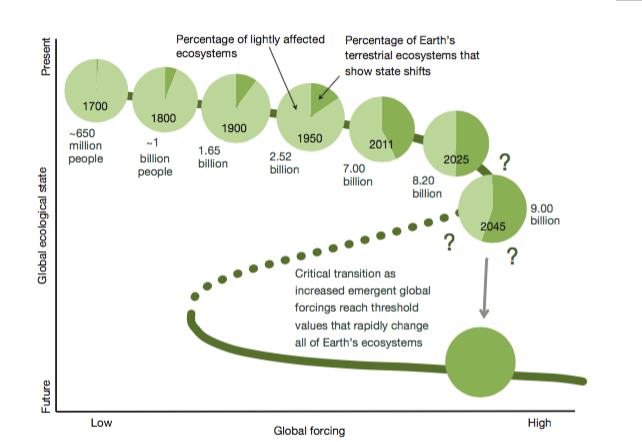 Present
Global ecological state
Future
Percentage of lightly affected
ecosystems
Percentage of Earth's
terrestrial ecosystems that
show state shifts
1700
~650
million
people
1800
~1
billion
people
1900
1.65
billion
1950
2.52
billion
2011
7.00
billion
2025
8.20
billion
?
2045
9.00
billion
?
?
Critical transition as
increased emergent global
forcings reach threshold
values that rapidly change
all of Earth's ecosystems
Low
Global forcing
High